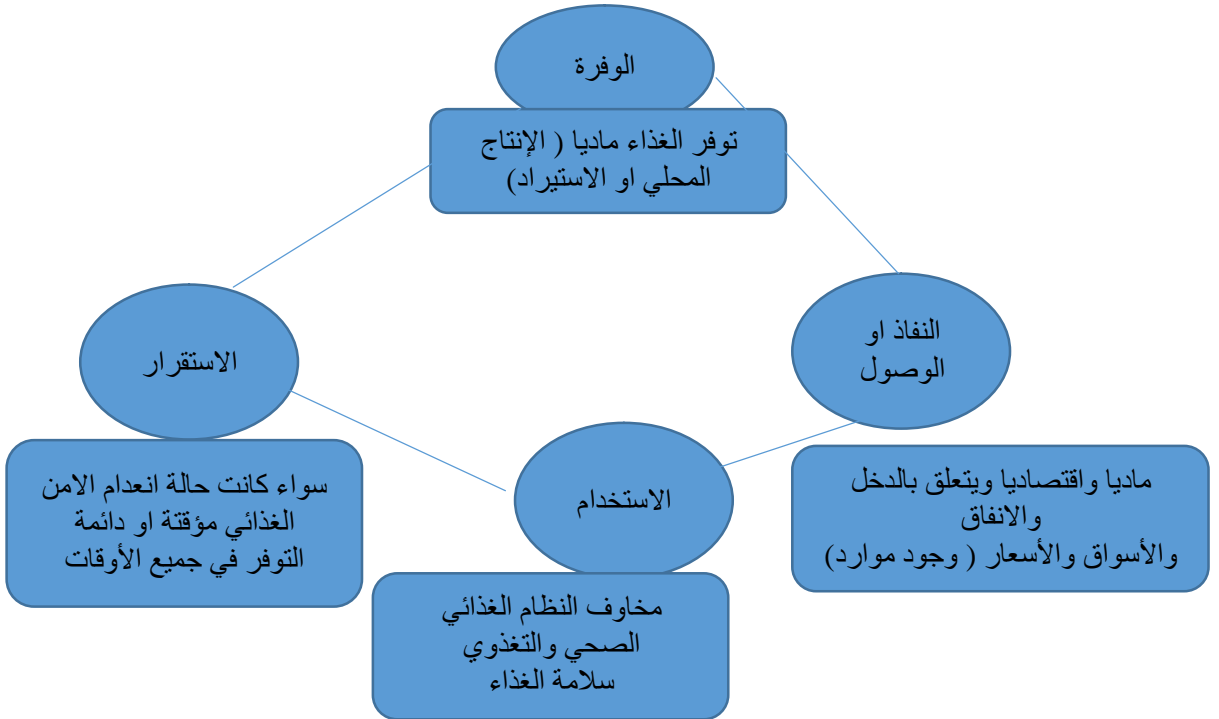 الوفرة
توفر الغذاء ماديا ( الإنتاج
المحلي او الاستيراد)
النفاذ او
الوصول
ماديا واقتصاديا ويتعلق بالدخل
والانفاق
والأسواق والأسعار ( وجود موارد)
الاستخدام
مخاوف النظام الغذائي
الصحي والتغذوي
سلامة الغذاء
الاستقرار
سواء كانت حالة انعدام الامن
الغذائي مؤقتة او دائمة
التوفر في جميع الأوقات